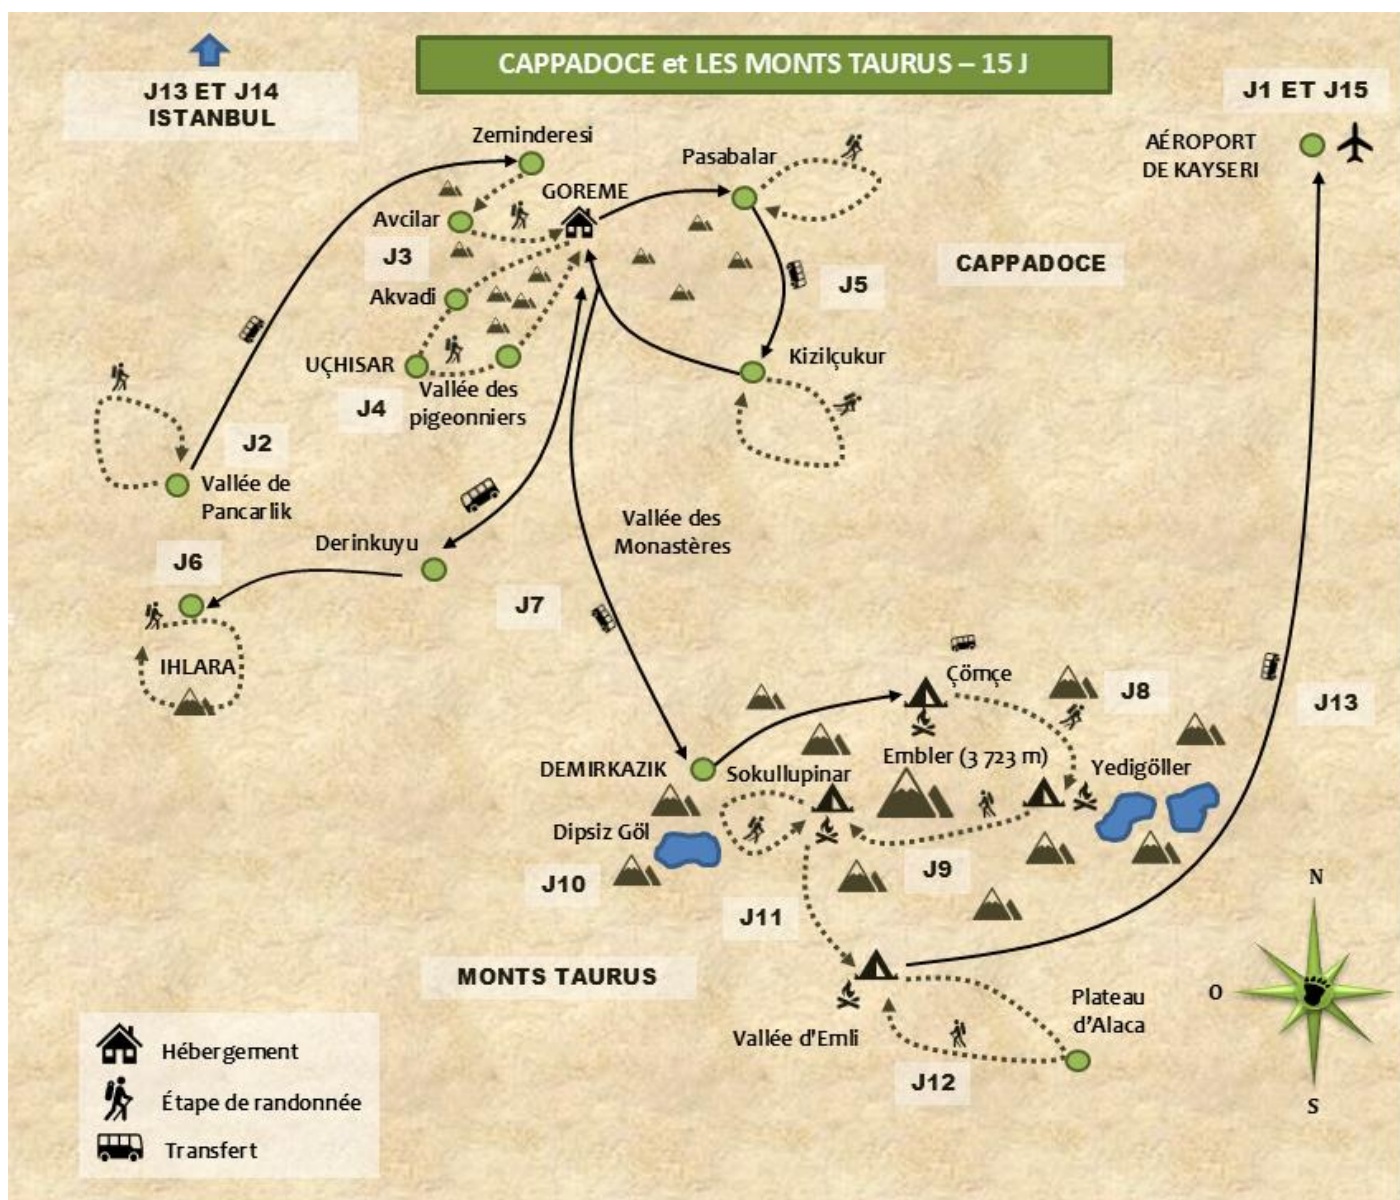 CAPPADOCE et LES MONTS TAURUS – 15 J
J13 ET J14
ISTANBUL
J1 ET J15
AÉROPORT
DE KAYSERI
Zeminderesi
Pasabalar
GOREME
Avcilar
J3
CAPPADOCE
J5
Akvadi
UÇHISAR
Kizilçukur
Vallée des
pigeonniers
J4
J2
Vallée de
Pancarlik
Vallée des
Monastères
Derinkuyu
J6
J7
IHLARA
Çömçe
J8
J13
Embler (3 723 m)
DEMIRKAZIK
Sokullupinar
Yedigöller
Dipsiz Göl
J10
J9
J11
N
MONTS TAURUS
O
Plateau
d'Alaca
Vallée d'Emli
J12
S
Hébergement
Étape de randonnée
Transfert